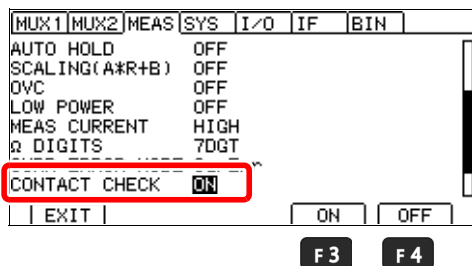 MUX1 MUX2 MEAS SYS I/O IF BIN
AUTO HOLD OFF
SCALING(A*R+B) OFF
OVC OFF
LOW POWER OFF
MEAS CURRENT HIGH
Ω DIGITS 7DGT
CONTACT CHECK ON
EXIT ON OFF
F3 F4